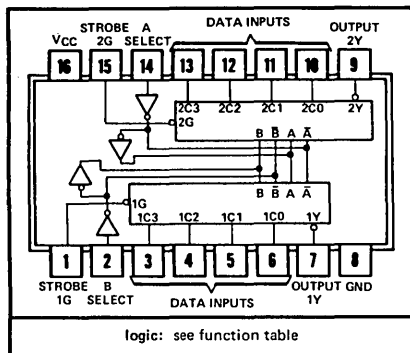 DATA INPUTS
STROBE A OUTPUT
VCC 2G SELECT 2Y
16 15 14 13 12 11 10 9
2C3 2C2 2C1 2C0 2Y
2G
B B̅ A A̅
B B̅ A A̅
1G
1C3 1C2 1C1 1C0 1Y
1 2 3 4 5 6 7 8
STROBE B OUTPUT GND
1G SELECT 1Y
DATA INPUTS
logic: see function table